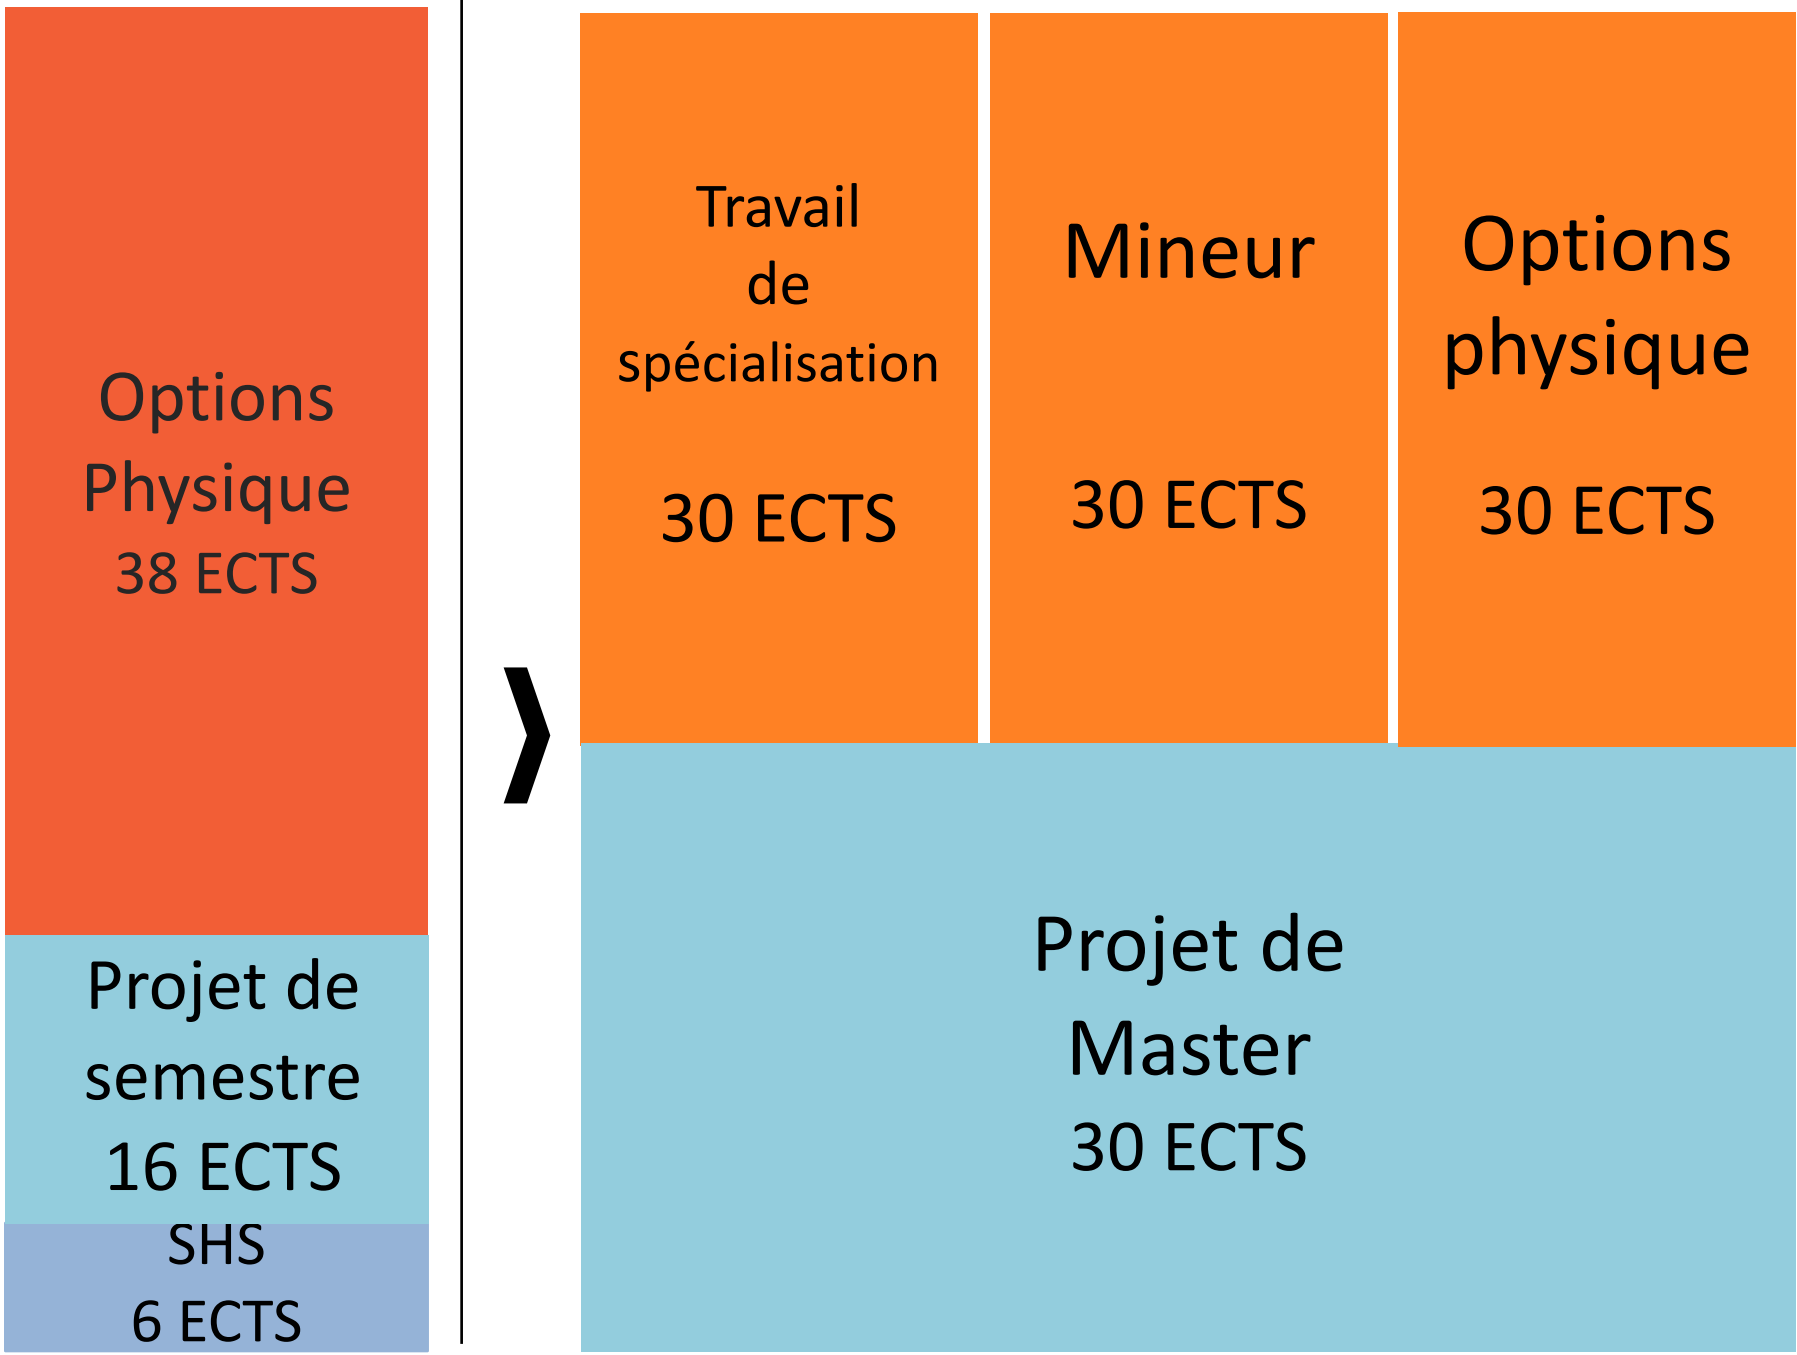 Options
Physique
38 ECTS
Projet de
semestre
16 ECTS
SHS
6 ECTS
Travail
de
spécialisation
30 ECTS
Mineur
30 ECTS
Options
physique
30 ECTS
Projet de
Master
30 ECTS